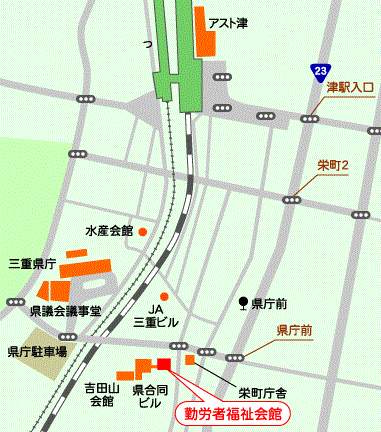 アスト津
つ
23
津駅入口
栄町2
水産会館
三重県庁
県議会議事堂
JA
三重ビル
県庁前
県庁前
県庁駐車場
吉田山
会館
県合同
ビル
栄町庁舎
勤労者福祉会館